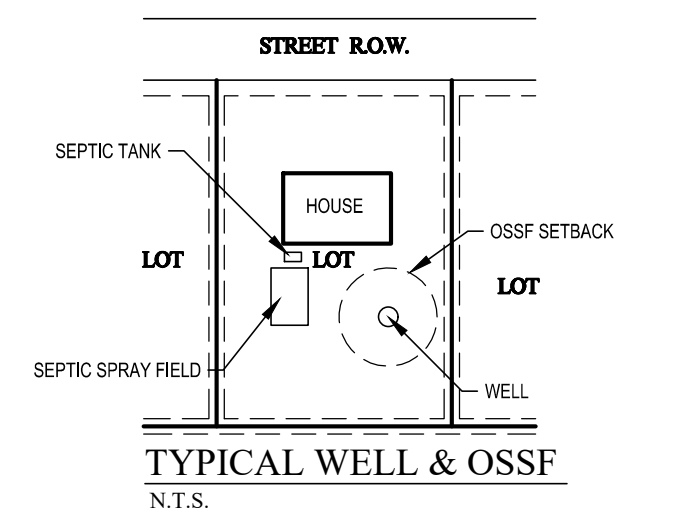 STREET R.O.W.
SEPTIC TANK
HOUSE
OSSF SETBACK
LOT
LOT
LOT
SEPTIC SPRAY FIELD
WELL
TYPICAL WELL & OSSF
N.T.S.